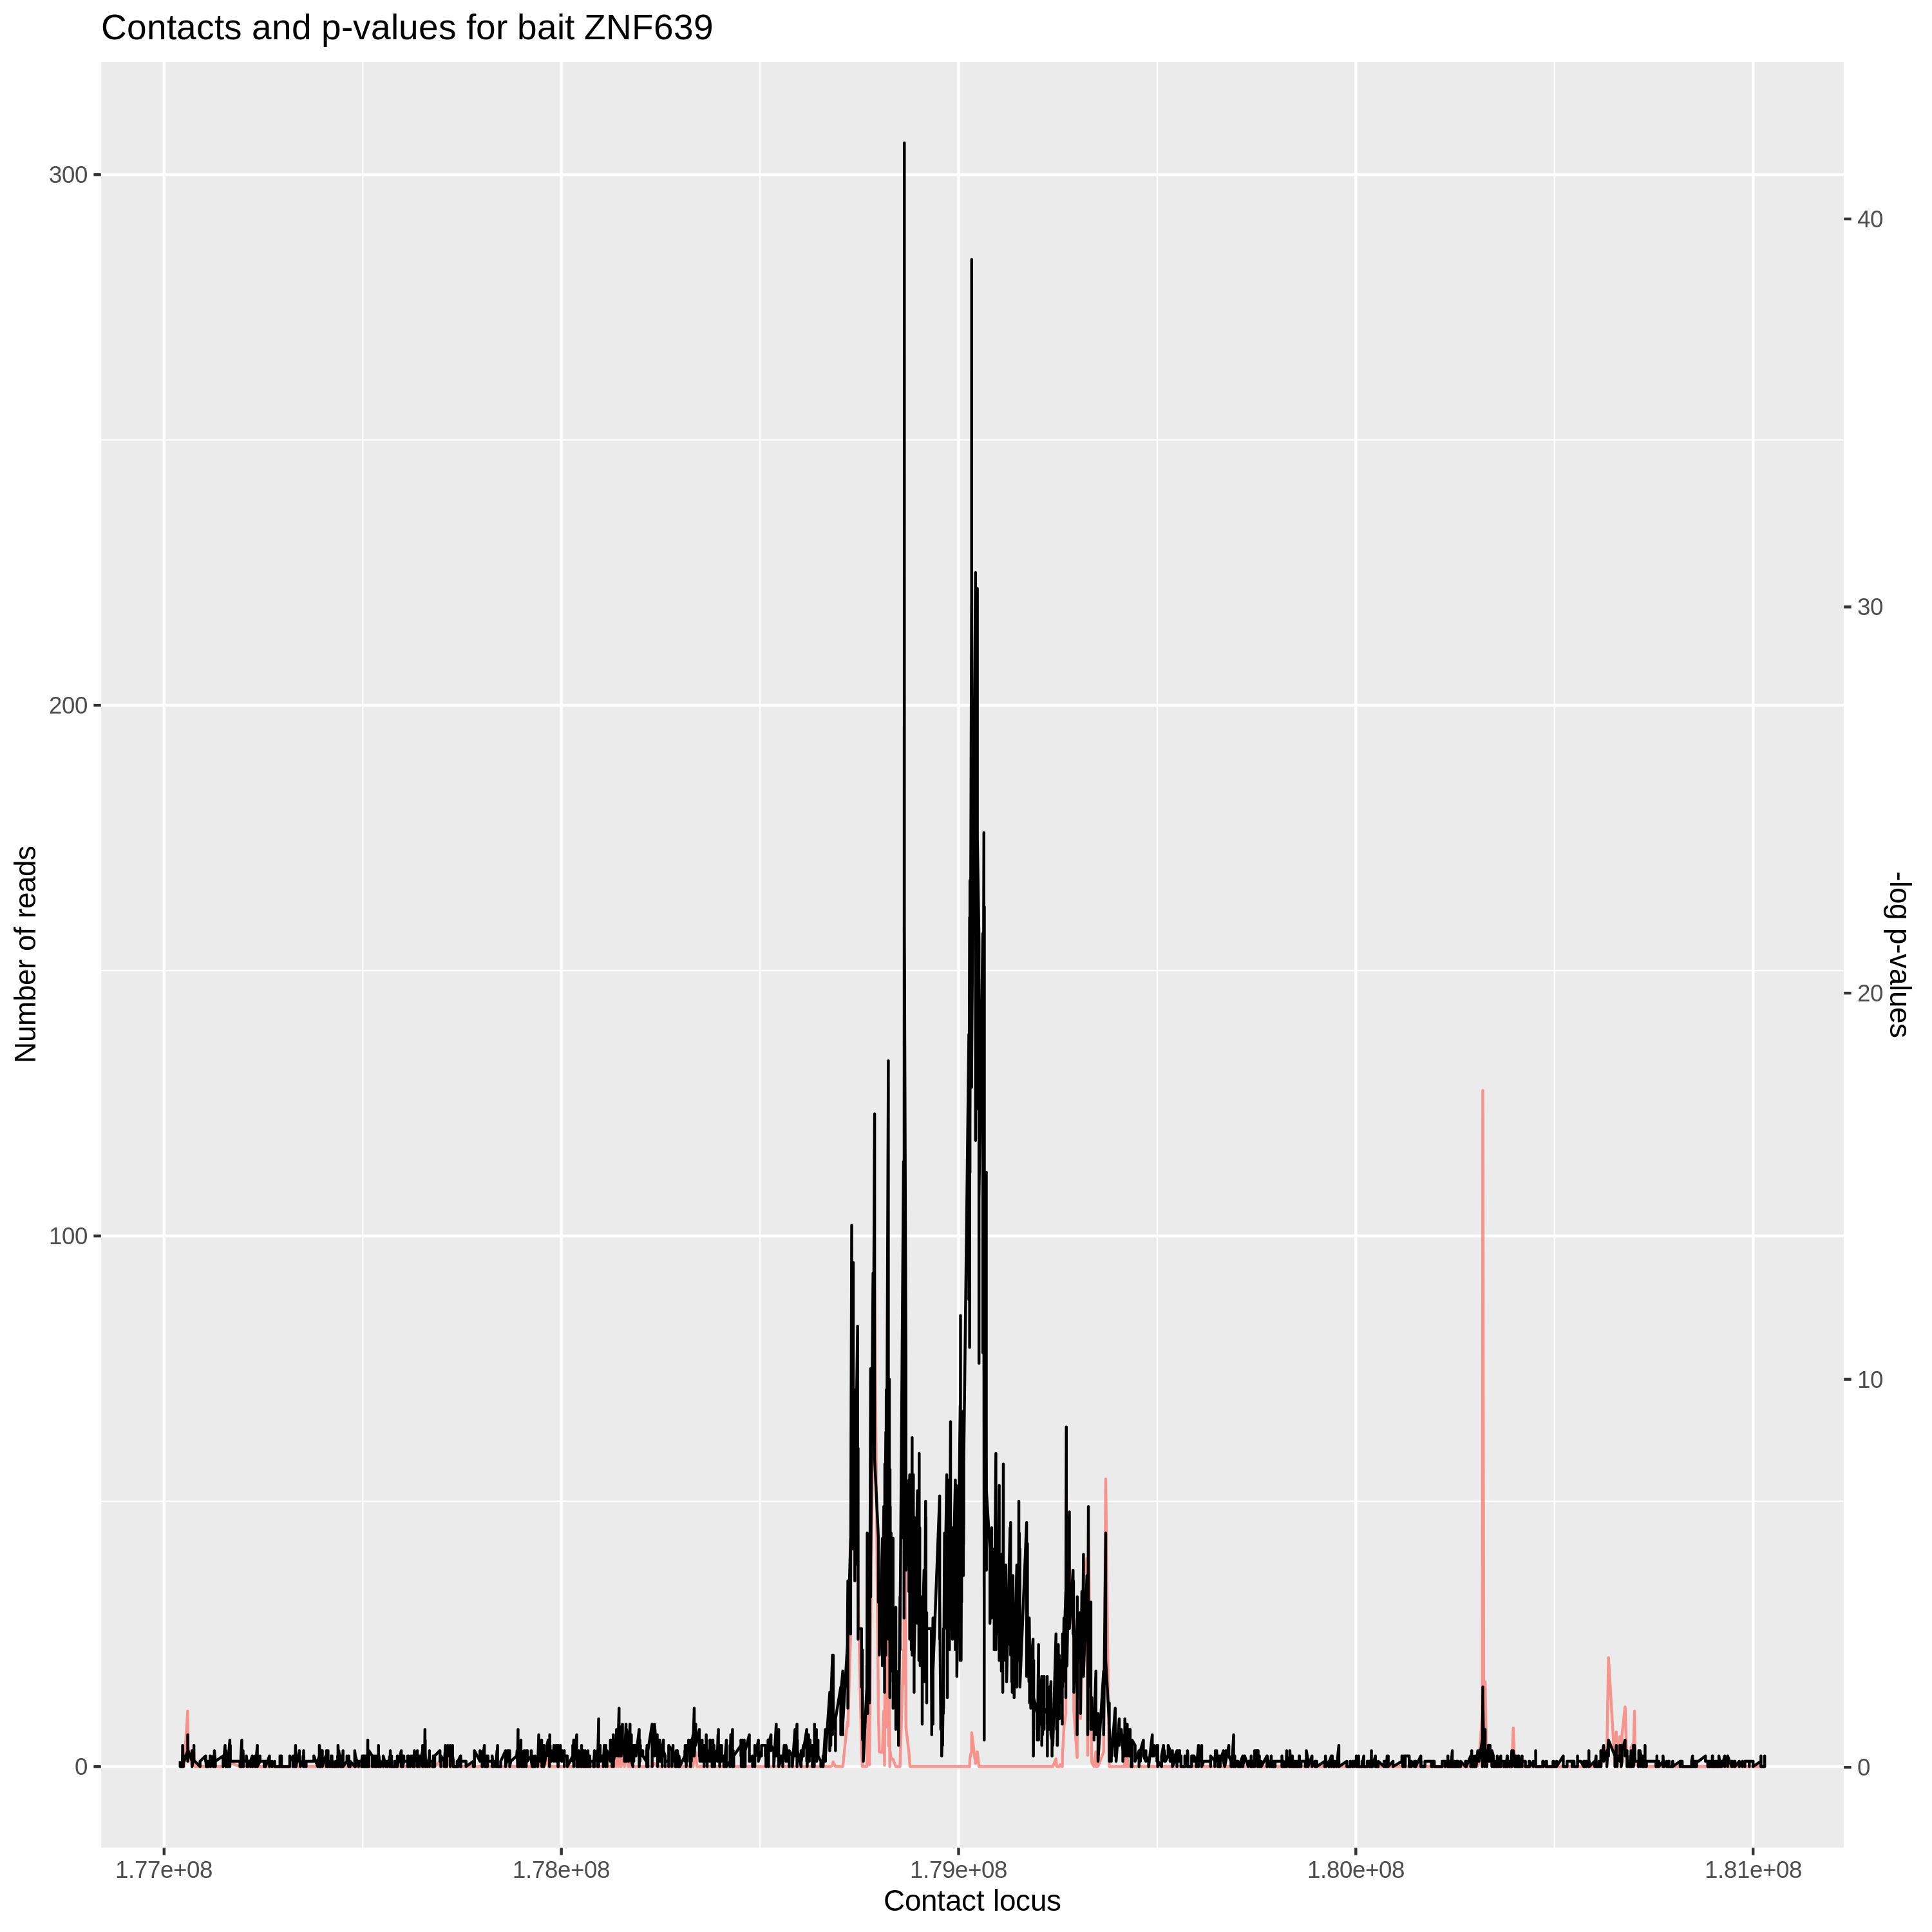 Contacts and p-values for bait ZNF639
300
200
100
0
Number of reads
40
30
20
10
0
-log p-values
1.77e+08 1.78e+08 1.79e+08 1.80e+08 1.81e+08
Contact locus